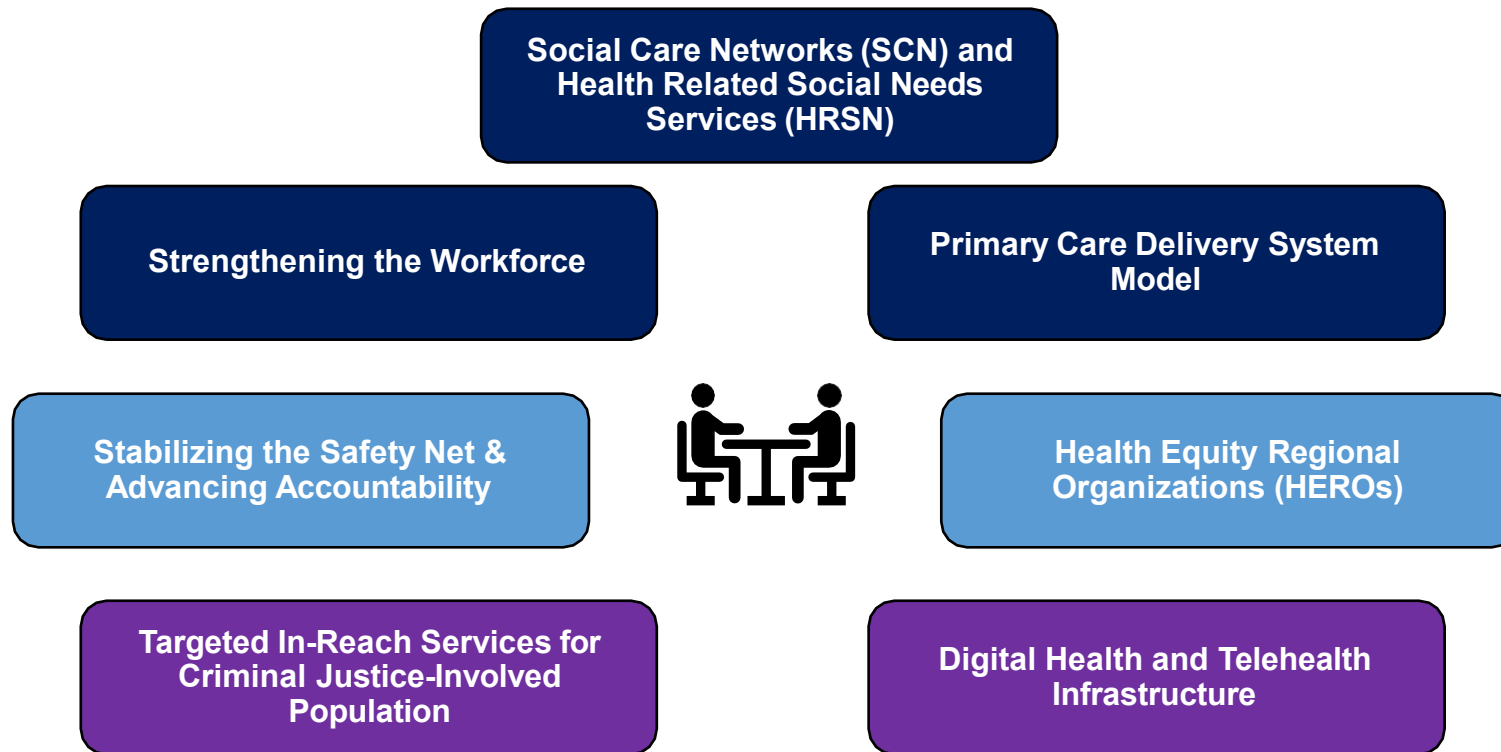 Social Care Networks (SCN) and
Health Related Social Needs
Services (HRSN)
Strengthening the Workforce
Primary Care Delivery System
Model
Stabilizing the Safety Net &
Advancing Accountability
Health Equity Regional
Organizations (HEROs)
Targeted In-Reach Services for
Criminal Justice-Involved
Population
Digital Health and Telehealth
Infrastructure